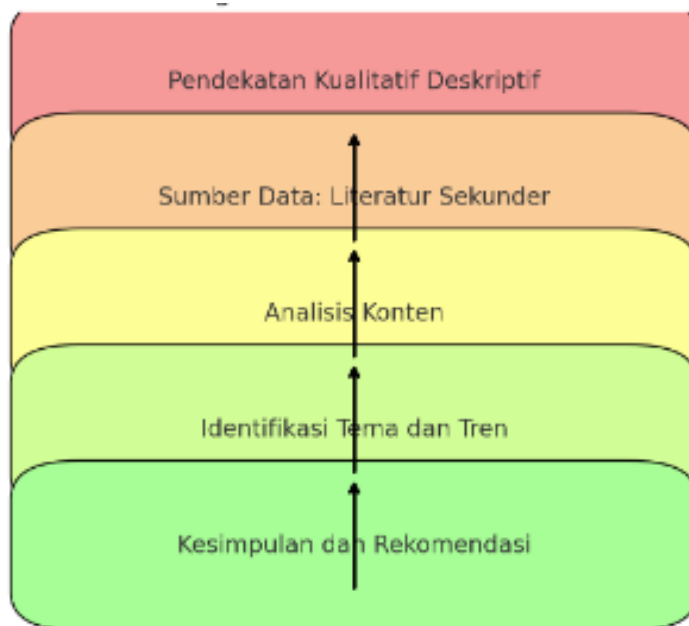 Pendekatan Kualitatif Deskriptif
Sumber Data: Literatur Sekunder
Analisis Konten
Identifikasi Tema dan Tren
Kesimpulan dan Rekomendasi